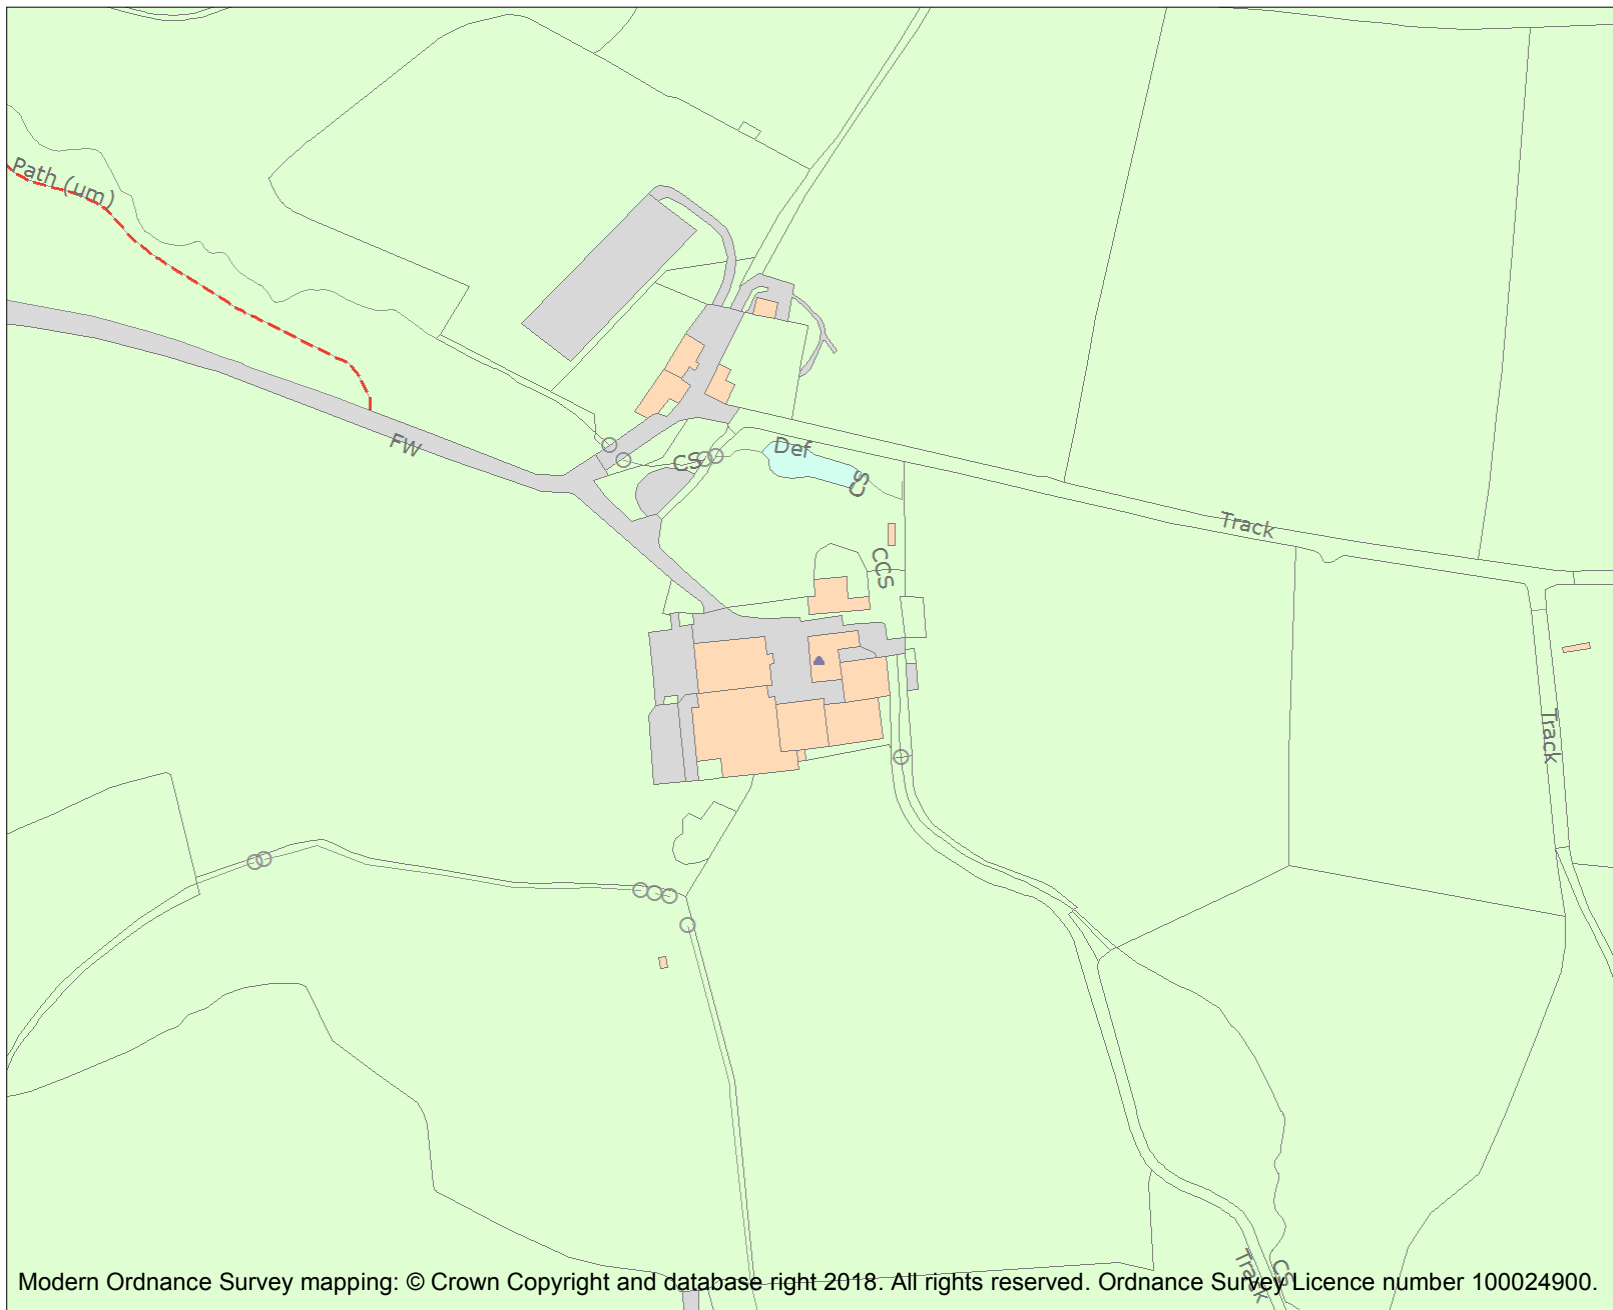 Path (um)
FW
Def
CS
CS
Track
CCS
Track
Track
CS
Modern Ordnance Survey mapping: © Crown Copyright and database right 2018. All rights reserved. Ordnance Survey Licence number 100024900.